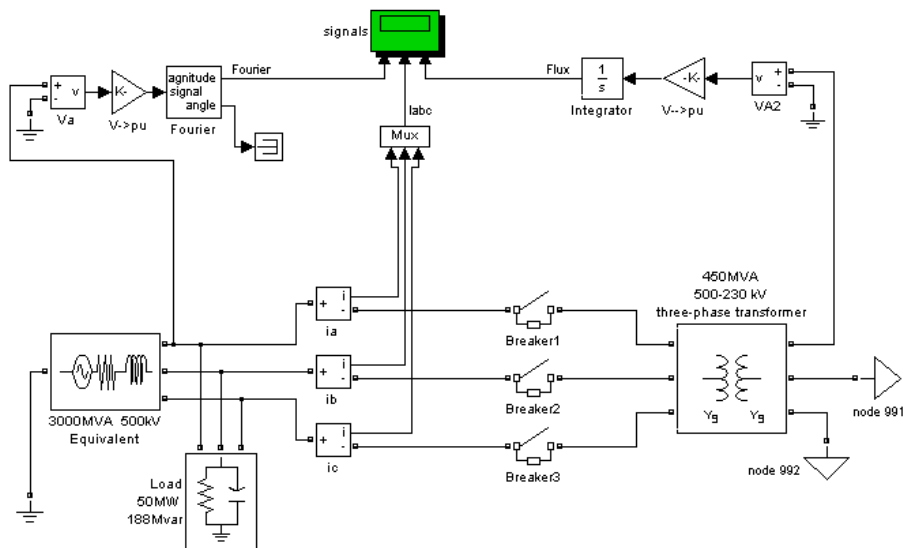 signals
Fourier
Flux
Iabc
+
-
v
Va
K-
V->pu
agnitude
signal
angle
Fourier
Mux
1
s
Integrator
-K-
V-->pu
v
+
-
VA2
450MVA
500-230 kV
three-phase transformer
+
i
-
ia
Breaker1
+
i
-
ib
Breaker2
Yg
Yg
node 991
3000MVA 500kV
Equivalent
+
i
-
ic
Breaker3
node 992
Load
50MW
188Mvar